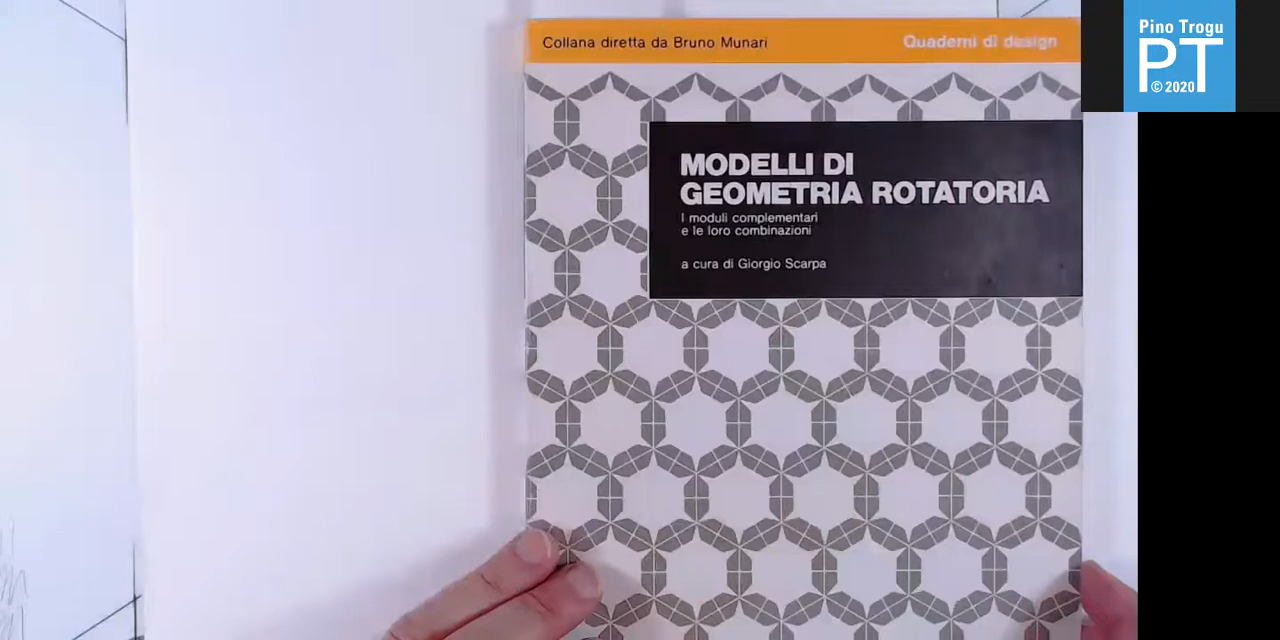 Collana diretta da Bruno Munari
Quaderni di design
MODELLI DI
GEOMETRIA ROTATORIA
I moduli complementari
e le loro combinazioni
a cura di Giorgio Scarpa
Pino Trogu
PT
© 2020